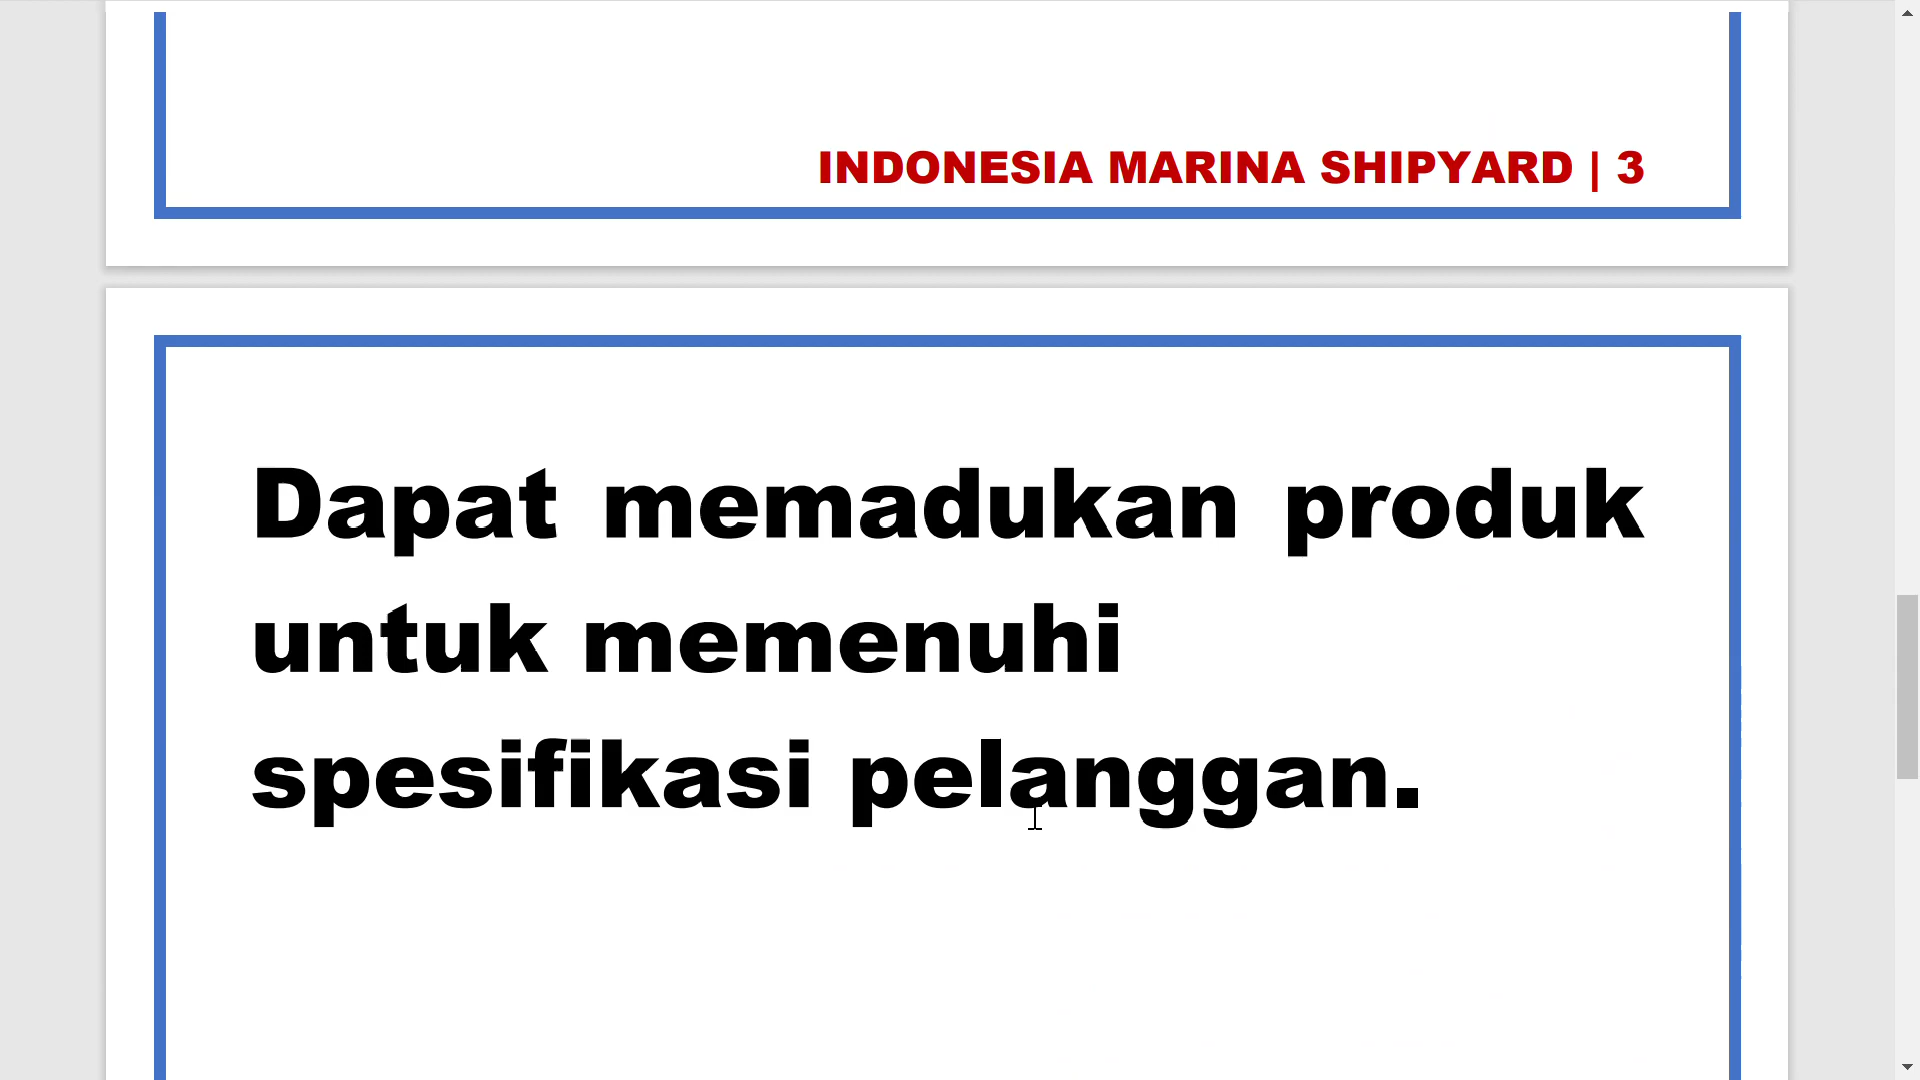 INDONESIA MARINA SHIPYARD | 3
Dapat memadukan produk
untuk memenuhi
spesifikasi pelanggan.